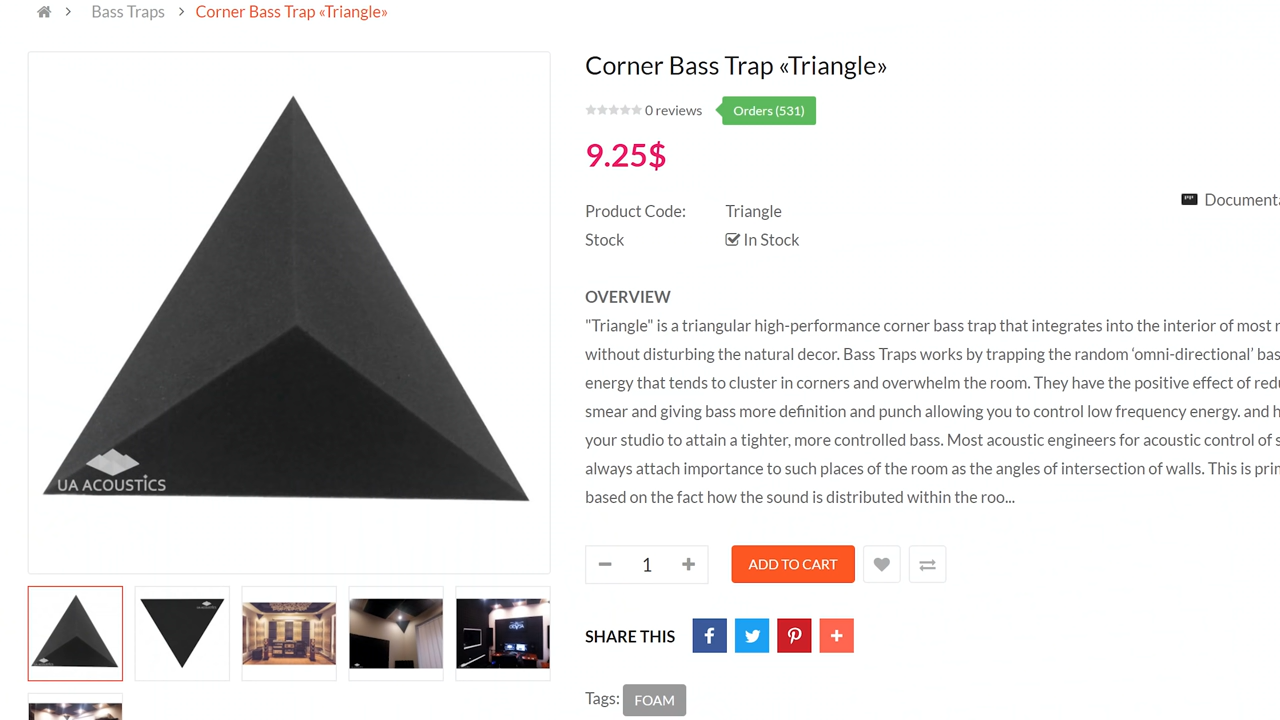 Bass Traps > Corner Bass Trap «Triangle»
UA ACOUSTICS
Corner Bass Trap «Triangle»
0 reviews Orders (531)
9.25$
Documenta
Product Code: Triangle
Stock In Stock
OVERVIEW
"Triangle" is a triangular high-performance corner bass trap that integrates into the interior of most r
without disturbing the natural decor. Bass Traps works by trapping the random ‘omni-directional’ bas
energy that tends to cluster in corners and overwhelm the room. They have the positive effect of red
smear and giving bass more definition and punch allowing you to control low frequency energy. and h
your studio to attain a tighter, more controlled bass. Most acoustic engineers for acoustic control of s
always attach importance to such places of the room as the angles of intersection of walls. This is prin
based on the fact how the sound is distributed within the roo...
1 ADD TO CART
SHARE THIS
Tags: FOAM